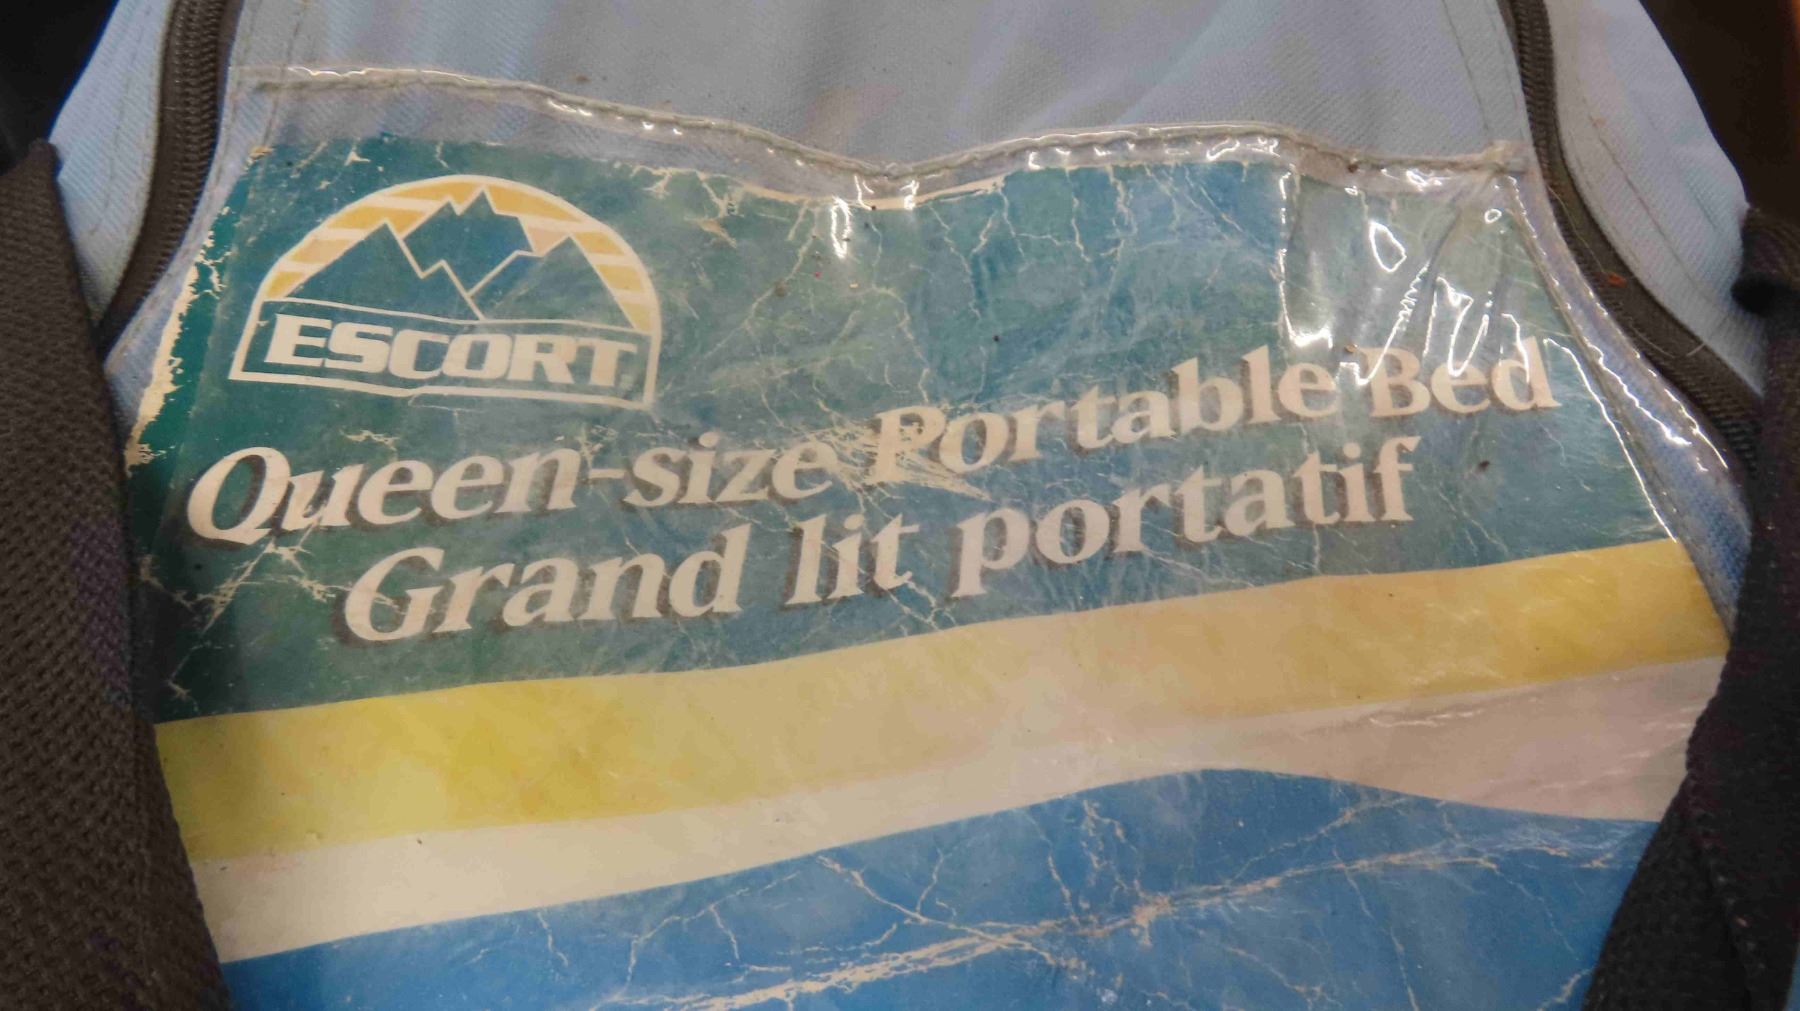 ESCORT
Queen-size Portable Bed
Grand lit portatif